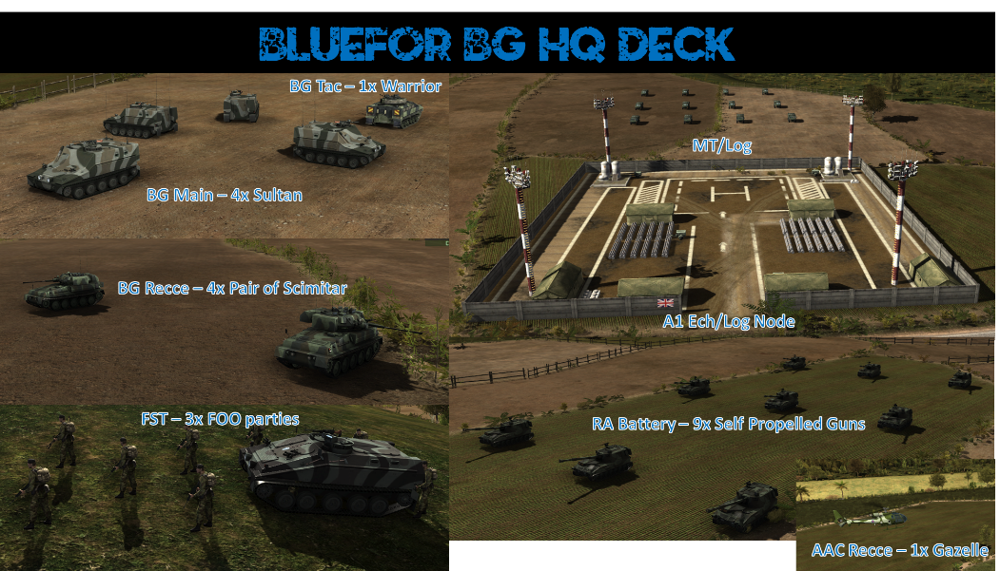 BLUEFOR BG HQ DECK
BG Tac – 1x Warrior
BG Main – 4x Sultan
BG Recce – 4x Pair of Scimitar
FST – 3x FOO parties
MT/Log
H
A1 Ech/Log Node
RA Battery – 9x Self Propelled Guns
AAC Recce – 1x Gazelle